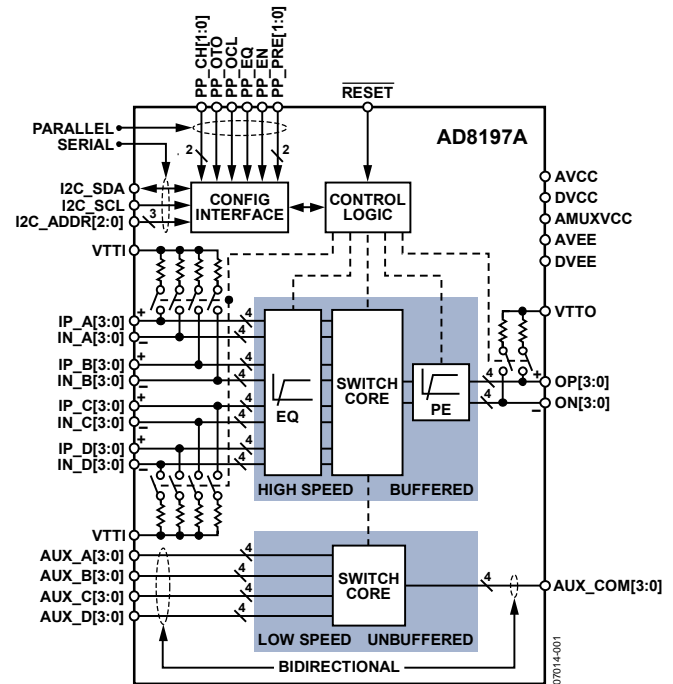 PP_CH[1:0]
PP_OTO
PP_OCL
PP_EQ
PP_EN
PP_PRE[1:0]
RESET
PARALLEL
SERIAL
2
2
AD8197A
I2C_SDA
I2C_SCL
I2C_ADDR[2:0]
3
CONFIG
INTERFACE
CONTROL
LOGIC
AVCC
DVCC
AMUXVCC
AVEE
DVEE
VTTI
VTTO
+
IP_A[3:0]
4
IN_A[3:0]
4
−
+
IP_B[3:0]
4
IN_B[3:0]
4
−
+
IP_C[3:0]
4
IN_C[3:0]
4
−
+
IP_D[3:0]
4
IN_D[3:0]
4
−
EQ
SWITCH
CORE
PE
4
+
OP[3:0]
4
−
ON[3:0]
HIGH SPEED
BUFFERED
VTTI
AUX_A[3:0]
4
AUX_B[3:0]
4
AUX_C[3:0]
4
AUX_D[3:0]
4
SWITCH
CORE
4
AUX_COM[3:0]
LOW SPEED
UNBUFFERED
BIDIRECTIONAL
07014-001